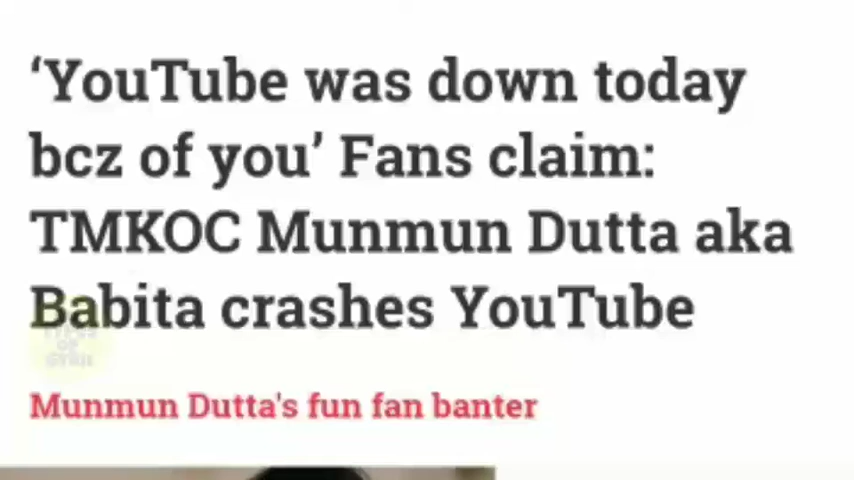 ‘YouTube was down today
bcz of you’ Fans claim:
TMKOC Munmun Dutta aka
Babita crashes YouTube
Munmun Dutta's fun fan banter